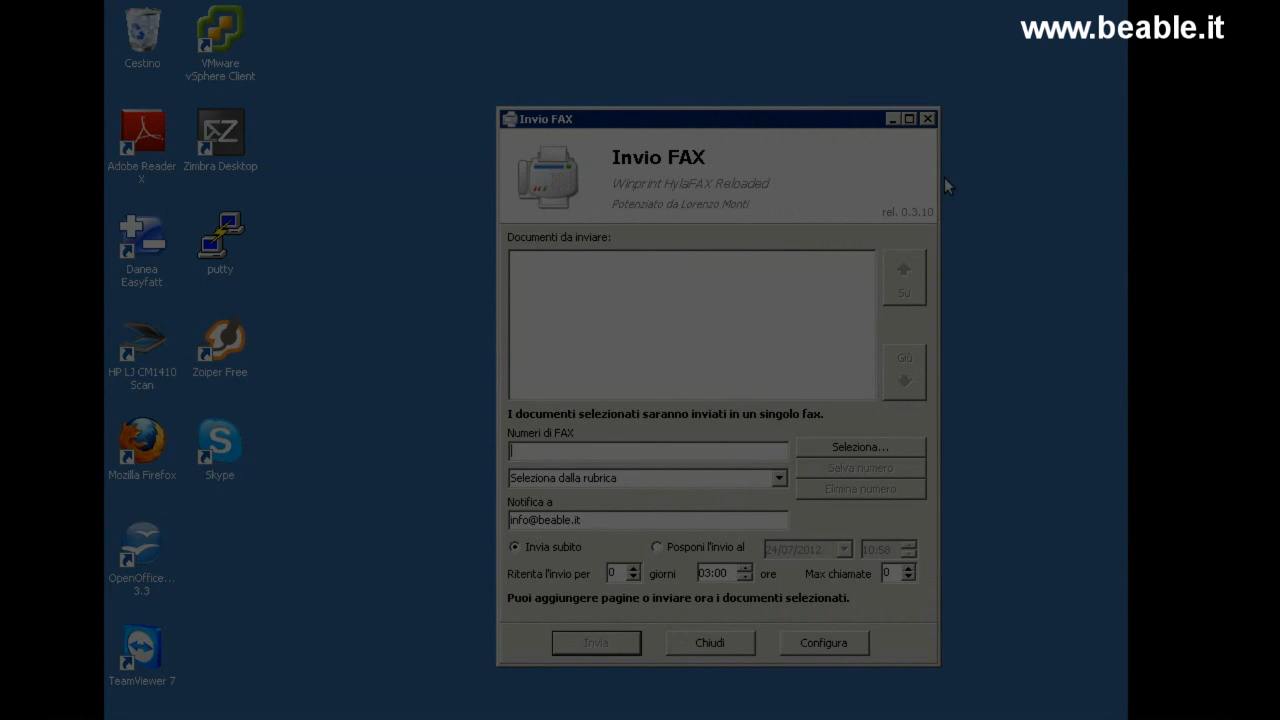 www.beable.it
Cestino
VMware
vSphere Client
Adobe Reader
X
Zimbra Desktop
Danea
Easyfatt
putty
HP LJ CM1410
Scan
Zoiper Free
Mozilla Firefox
Skype
OpenOffice...
3.3
TeamViewer 7
Invio FAX
Invio FAX
Winprint HylaFAX Reloaded
Potenziato da Lorenzo Monti
rel. 0.3.10
Documenti da inviare:
Su
Giù
I documenti selezionati saranno inviati in un singolo fax.
Numeri di FAX
Seleziona...
Seleziona dalla rubrica
Salva numero
Elimina numero
Notifica a
info@beable.it
Invia subito
Posponi l'invio al
24/07/2012
10:58
Ritenta l'invio per 0 giorni 03:00 ore Max chiamate 0
Puoi aggiungere pagine o inviare ora i documenti selezionati.
Invia
Chiudi
Configura